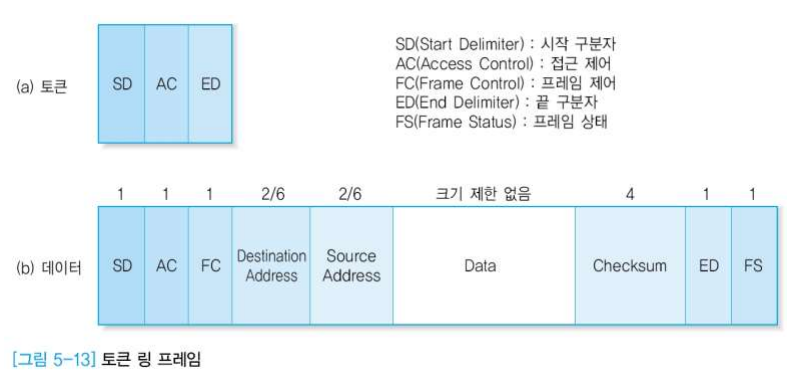 (a) 토큰
SD AC ED
SD(Start Delimiter) : 시작 구분자
AC(Access Control) : 접근 제어
FC(Frame Control) : 프레임 제어
ED(End Delimiter) : 끝 구분자
FS(Frame Status) : 프레임 상태
1 1 1 2/6 2/6 크기 제한 없음 4 1 1
(b) 데이터
SD AC FC Destination Address Source Address Data Checksum ED FS
[그림 5-13] 토큰 링 프레임